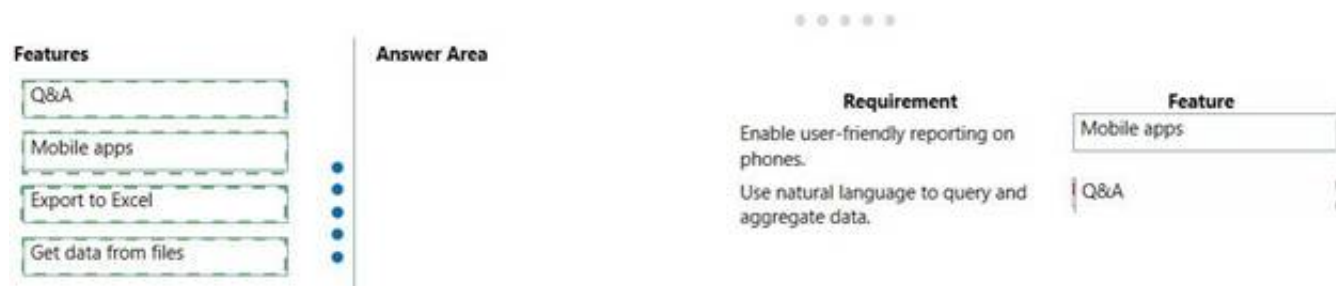 Features
Q&A
Mobile apps
Export to Excel
Get data from files
Answer Area
Requirement Feature
Enable user-friendly reporting on
phones.
Mobile apps
Use natural language to query and
aggregate data.
Q&A